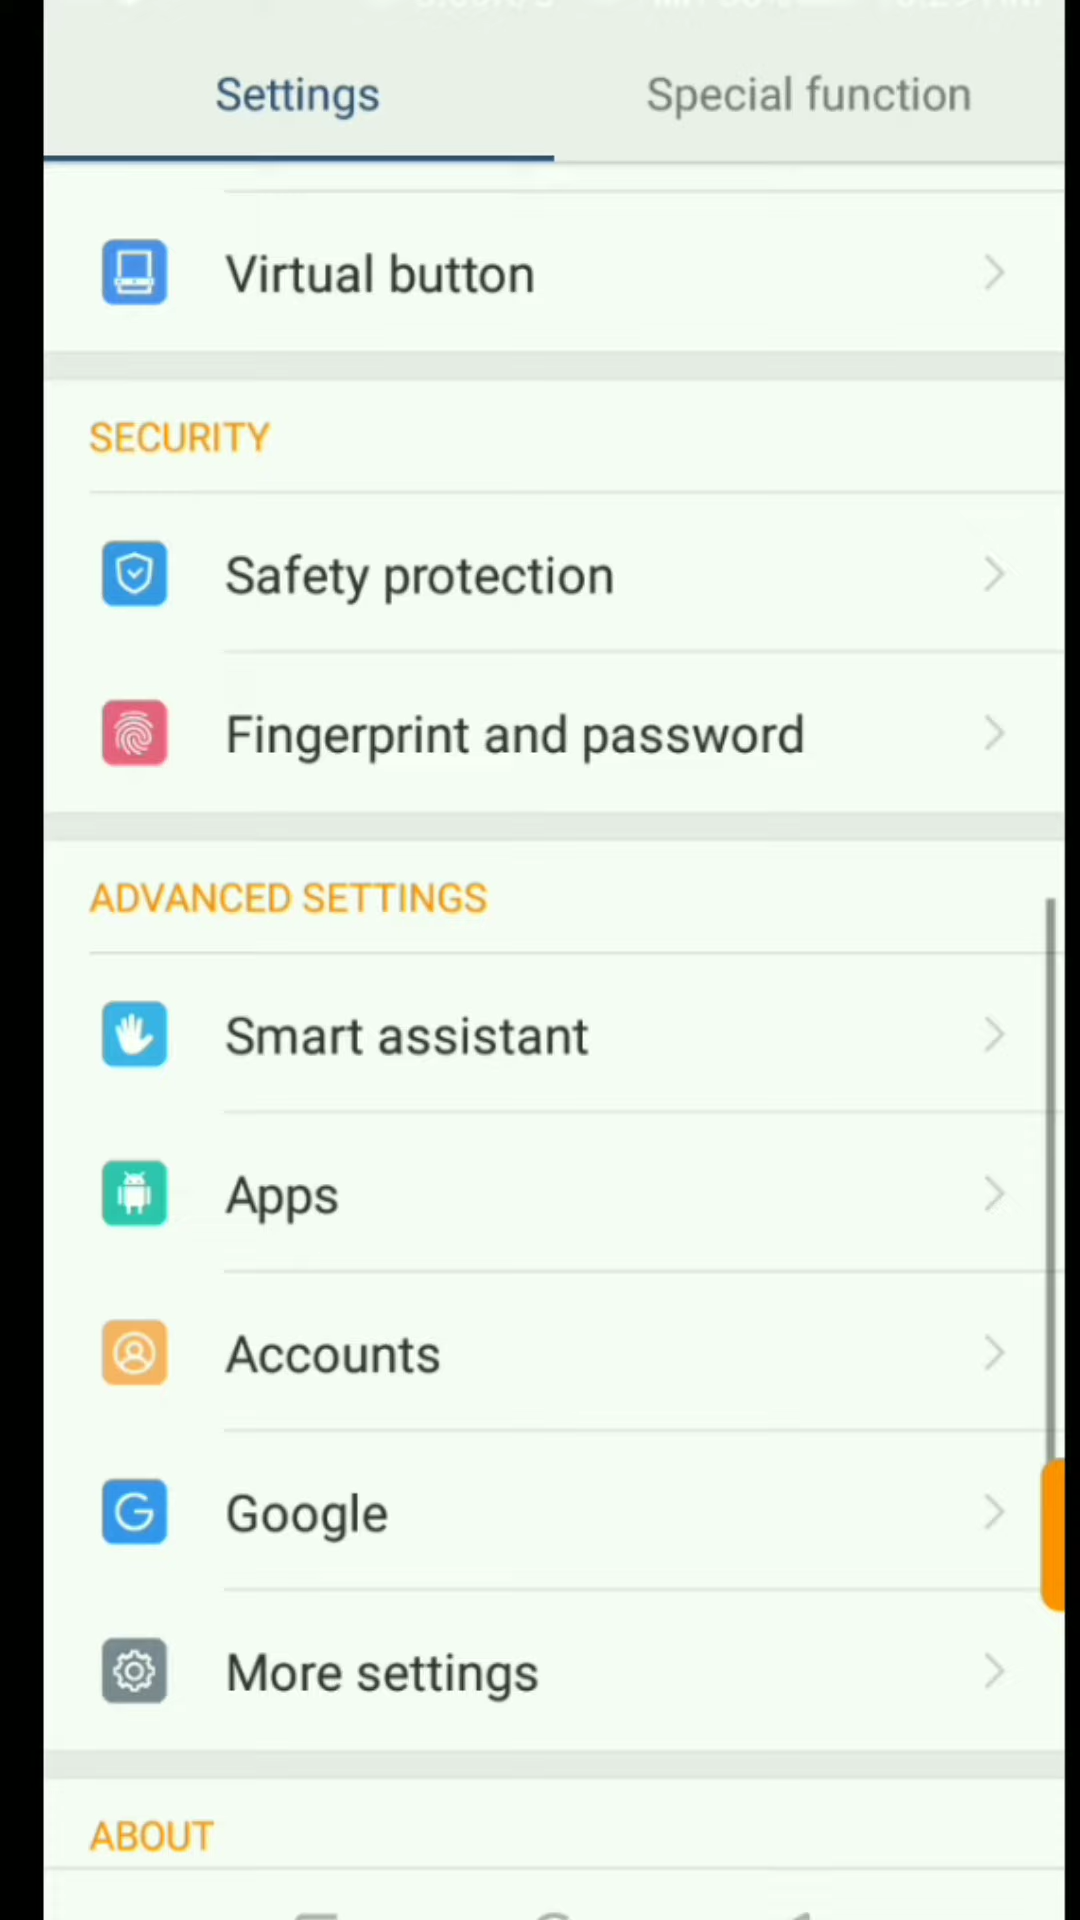 Settings
Special function
Virtual button
SECURITY
Safety protection
Fingerprint and password
ADVANCED SETTINGS
Smart assistant
Apps
Accounts
Google
More settings
ABOUT